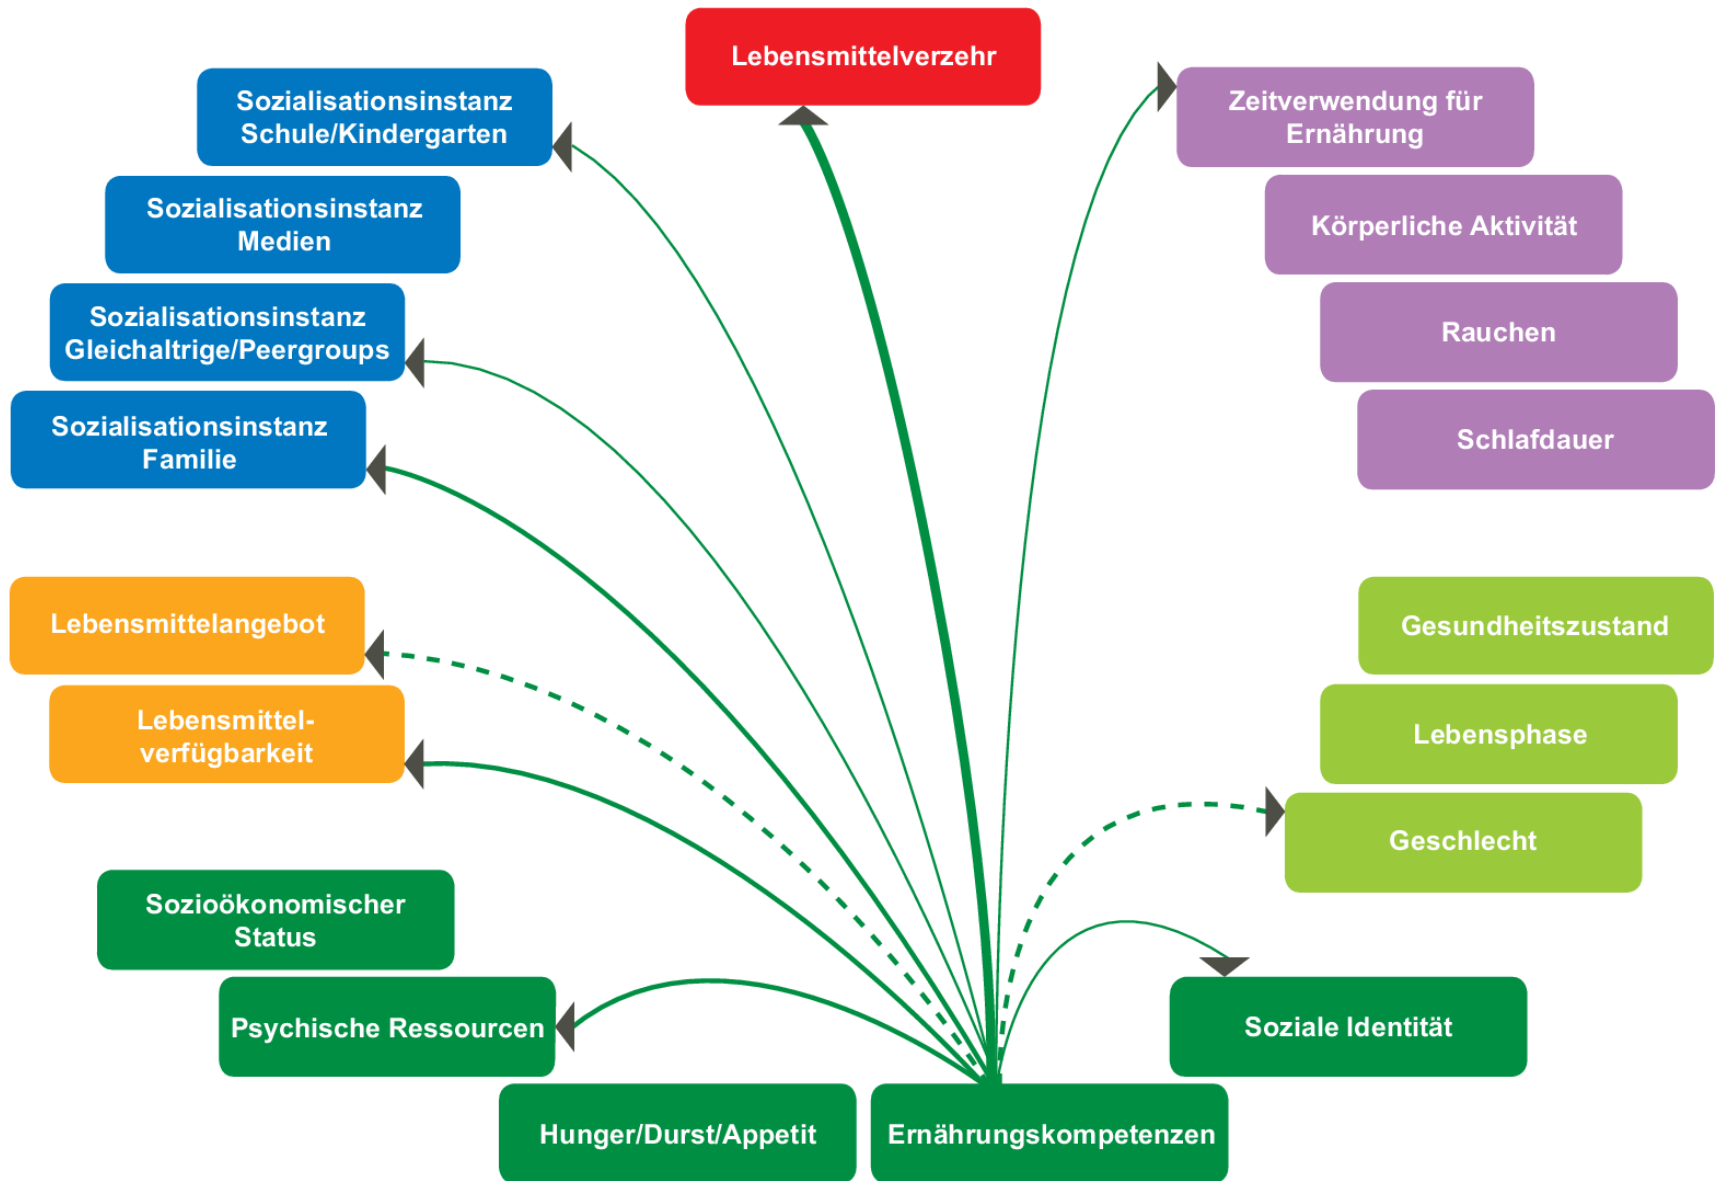 Lebensmittelverzehr
Sozialisationsinstanz
Schule/Kindergarten
Sozialisationsinstanz
Medien
Sozialisationsinstanz
Gleichaltrige/Peergroups
Sozialisationsinstanz
Familie
Lebensmittelangebot
Lebensmittel-
verfügbarkeit
Sozioökonomischer
Status
Psychische Ressourcen
Hunger/Durst/Appetit
Ernährungskompetenzen
Soziale Identität
Geschlecht
Lebensphase
Gesundheitszustand
Schlafdauer
Rauchen
Körperliche Aktivität
Zeitverwendung für
Ernährung